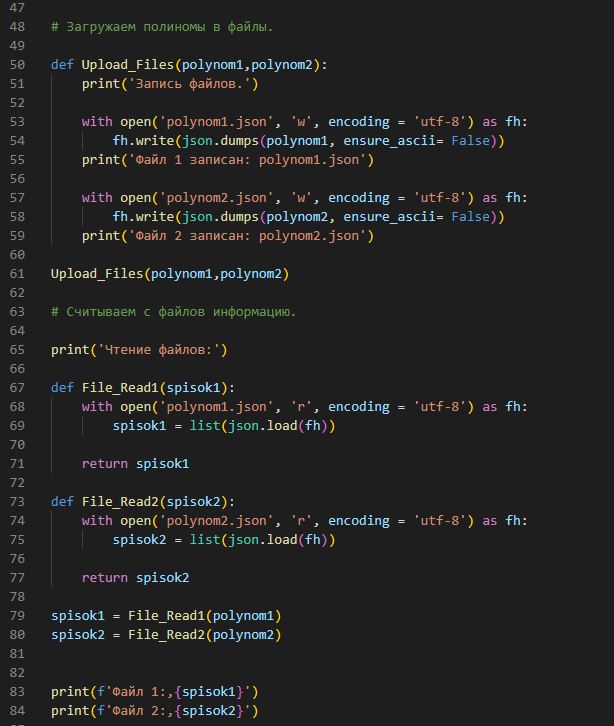 47
48 # Загружаем полиномы в файлы.
49
50 def Upload_Files(polynom1,polynom2):
51     print('Запись файлов.')
52
53     with open('polynom1.json', 'w', encoding = 'utf-8') as fh:
54         fh.write(json.dumps(polynom1, ensure_ascii= False))
55     print('Файл 1 записан: polynom1.json')
56
57     with open('polynom2.json', 'w', encoding = 'utf-8') as fh:
58         fh.write(json.dumps(polynom2, ensure_ascii= False))
59     print('Файл 2 записан: polynom2.json')
60
61 Upload_Files(polynom1,polynom2)
62
63 # Считываем с файлов информацию.
64
65 print('Чтение файлов:')
66
67 def File_Read1(spisok1):
68     with open('polynom1.json', 'r', encoding = 'utf-8') as fh:
69         spisok1 = list(json.load(fh))
70
71     return spisok1
72
73 def File_Read2(spisok2):
74     with open('polynom2.json', 'r', encoding = 'utf-8') as fh:
75         spisok2 = list(json.load(fh))
76
77     return spisok2
78
79 spisok1 = File_Read1(polynom1)
80 spisok2 = File_Read2(polynom2)
81
82
83 print(f'Файл 1:,{spisok1}')
84 print(f'Файл 2:,{spisok2}')